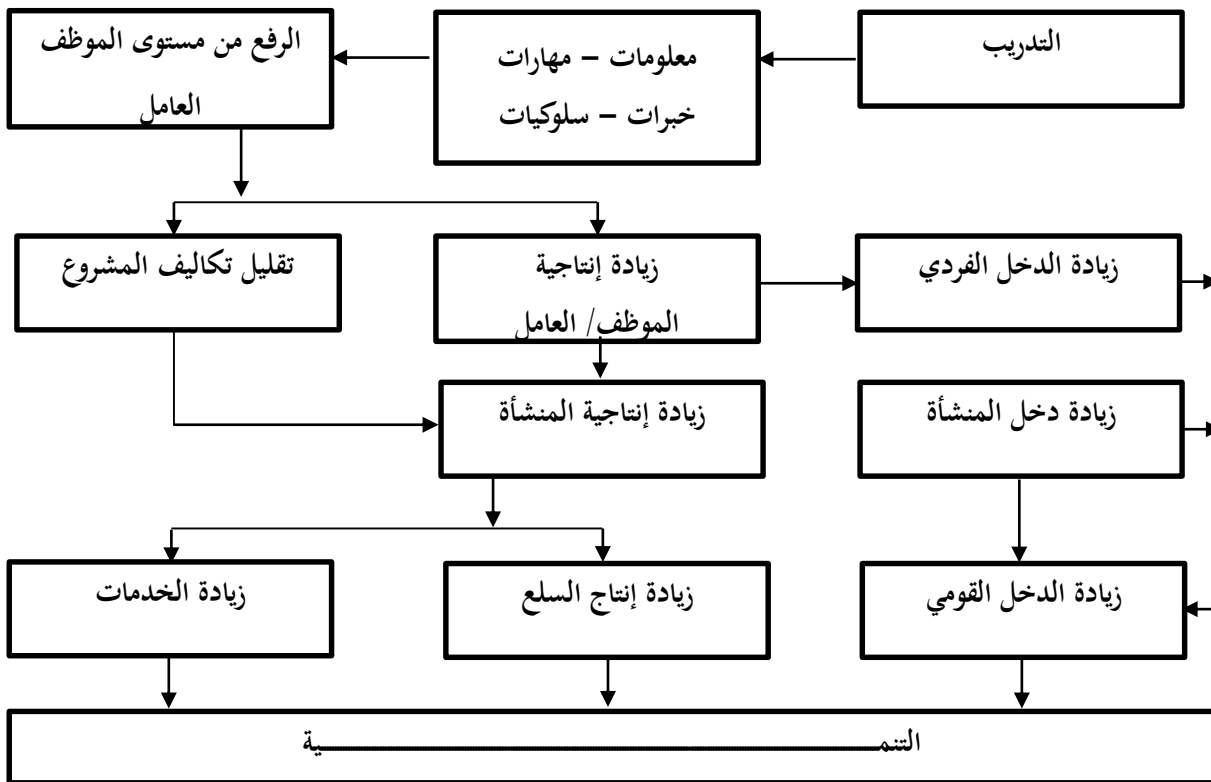 التدريب
معلومات – مهارات
خبرات – سلوكيات
الرفع من مستوى الموظف
العامل
زيادة الدخل الفردي
زيادة إنتاجية
الموظف/ العامل
تقليل تكاليف المشروع
زيادة دخل المنشأة
زيادة إنتاجية المنشأة
زيادة الدخل القومي
زيادة إنتاج السلع
زيادة الخدمات
التنمـــــــــــــــــــــــــــــــــــــــية